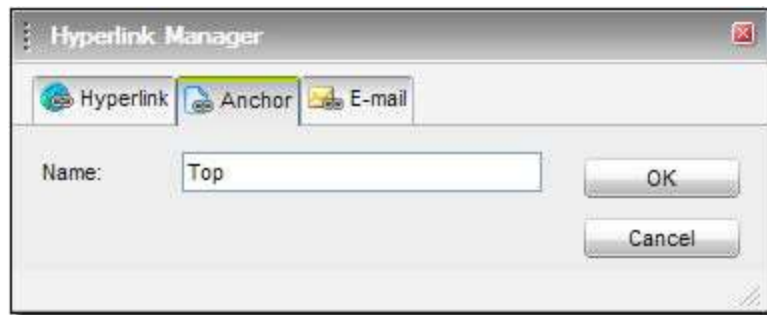 Hyperlink Manager
Hyperlink Anchor E-mail
Name: Top OK
Cancel